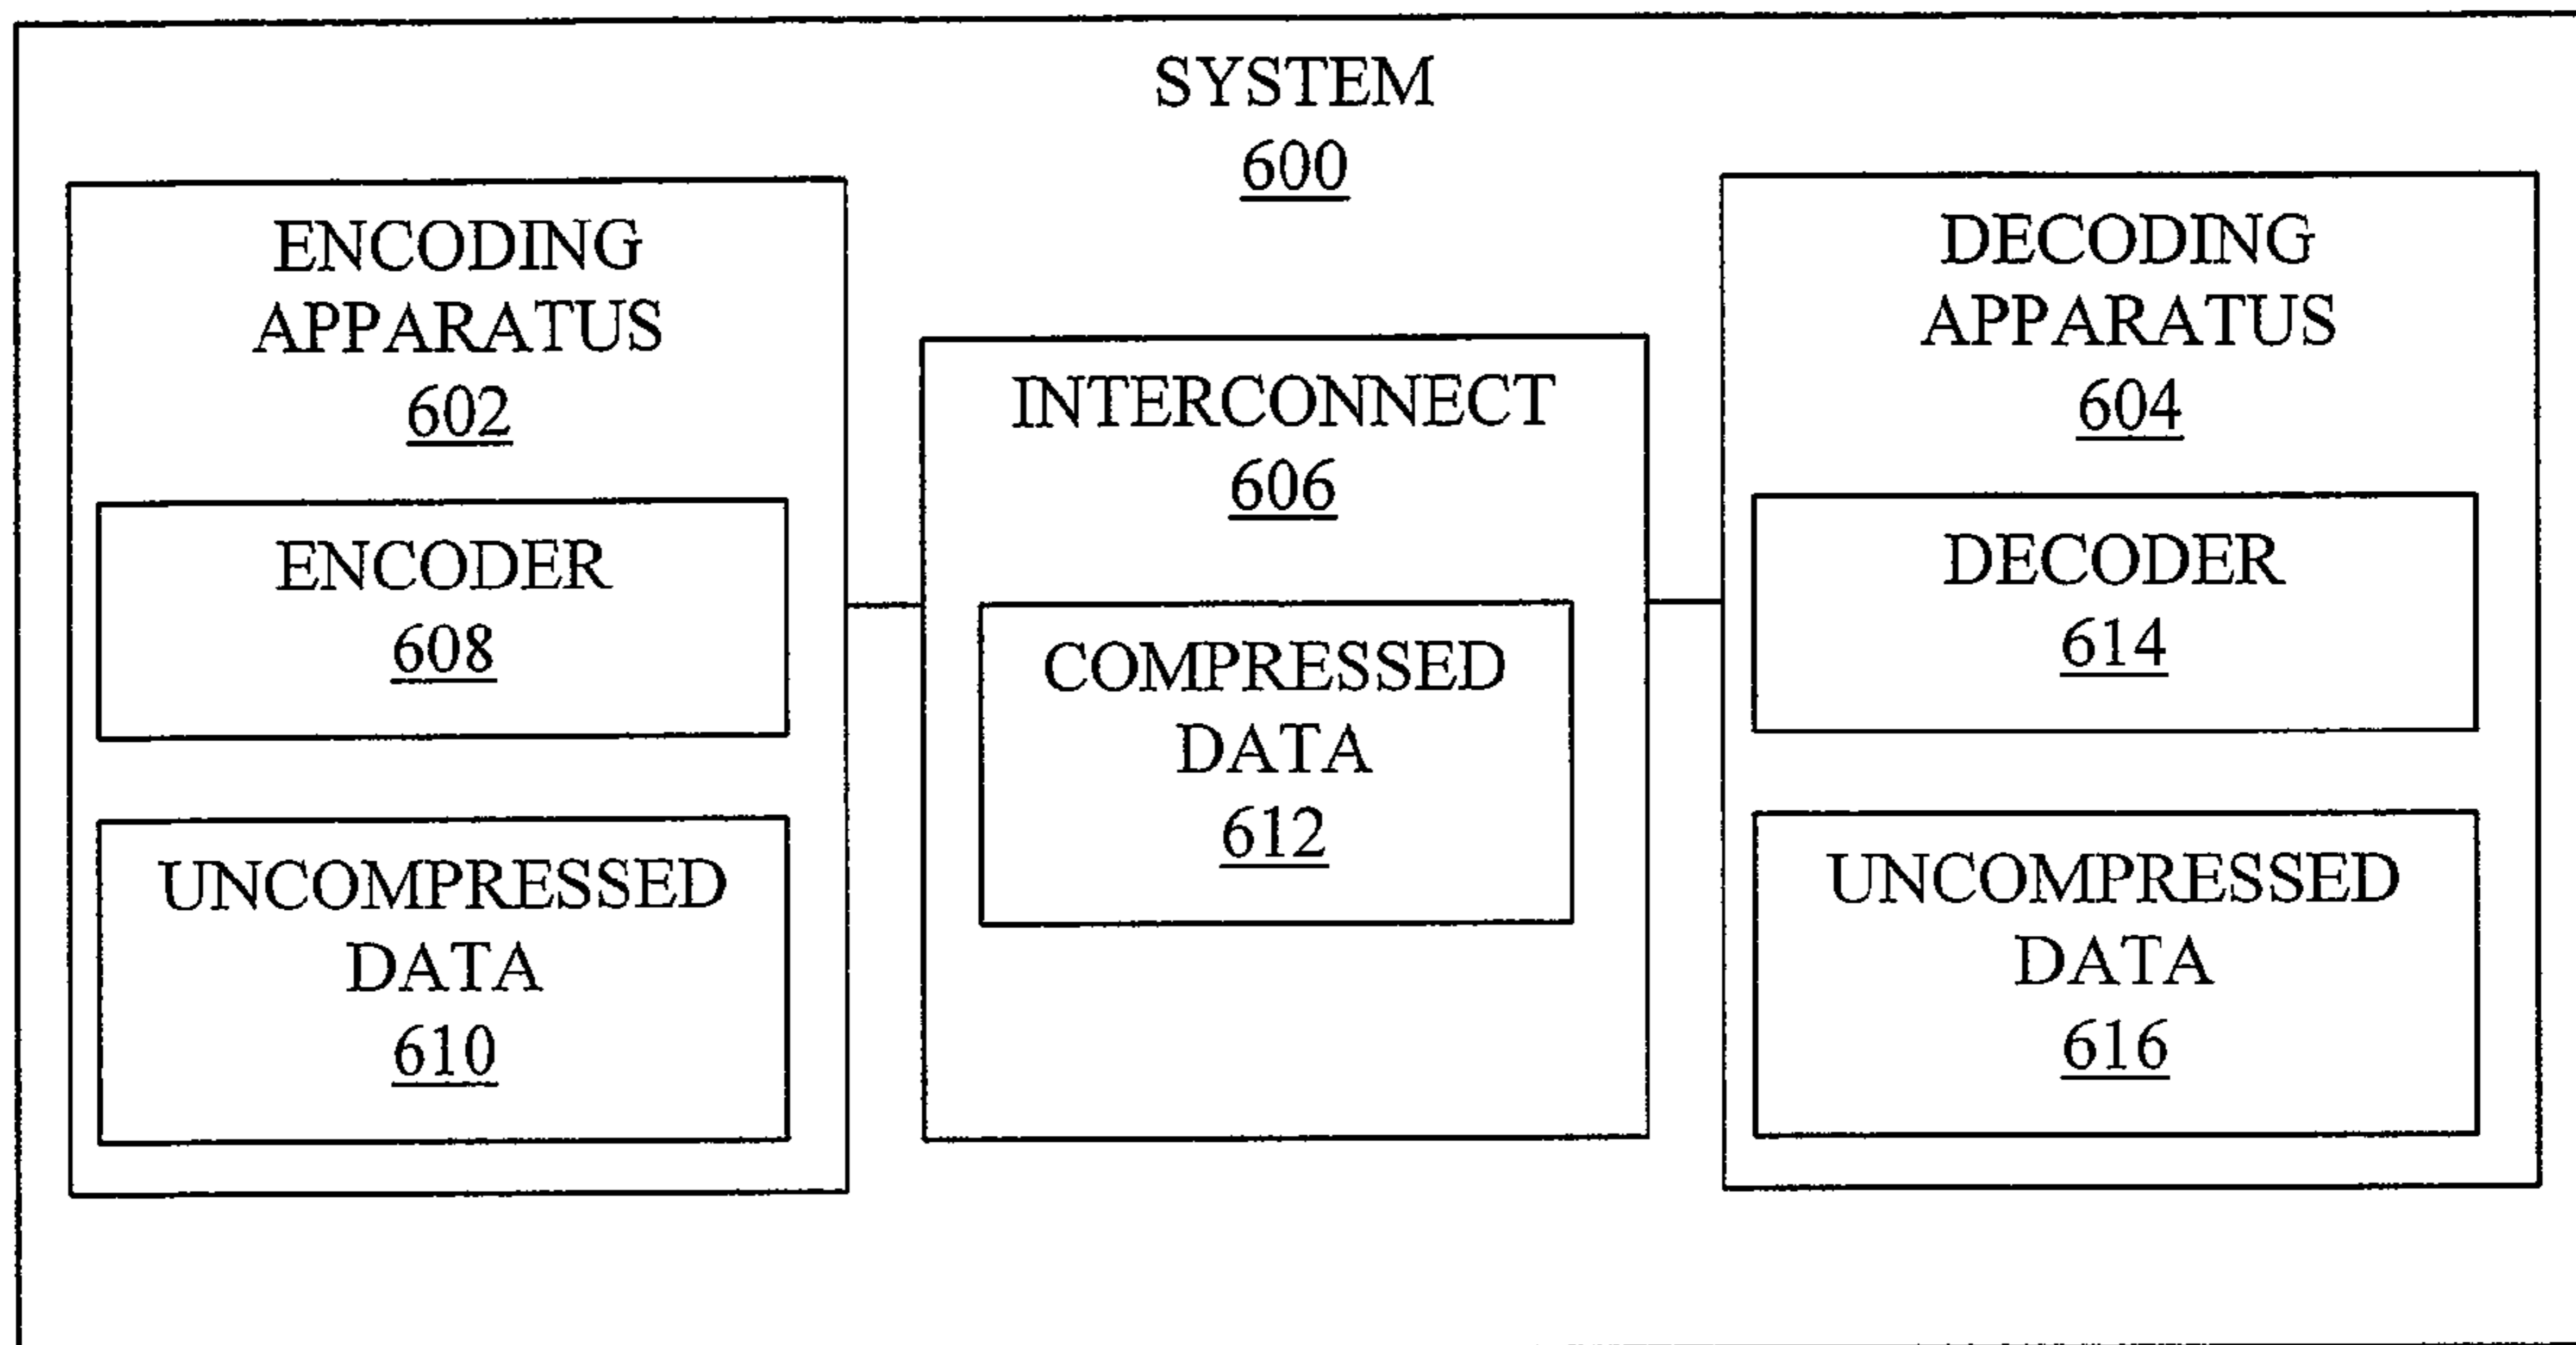 SYSTEM
600
ENCODING
APPARATUS
602
ENCODER
608
UNCOMPRESSED
DATA
610
INTERCONNECT
606
COMPRESSED
DATA
612
DECODING
APPARATUS
604
DECODER
614
UNCOMPRESSED
DATA
616